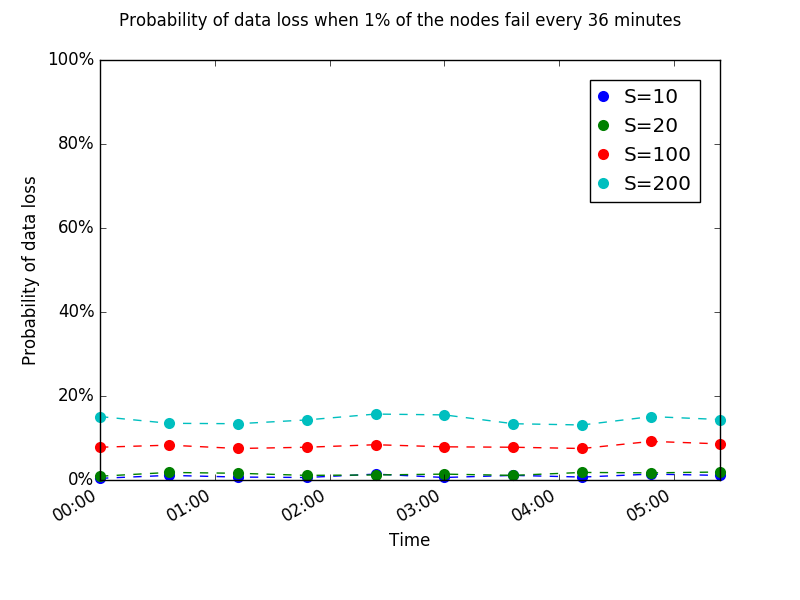 Probability of data loss when 1% of the nodes fail every 36 minutes
100%
80%
60%
40%
20%
0%
Probability of data loss
S=10
S=20
S=100
S=200
00:00
01:00
02:00
03:00
04:00
05:00
Time